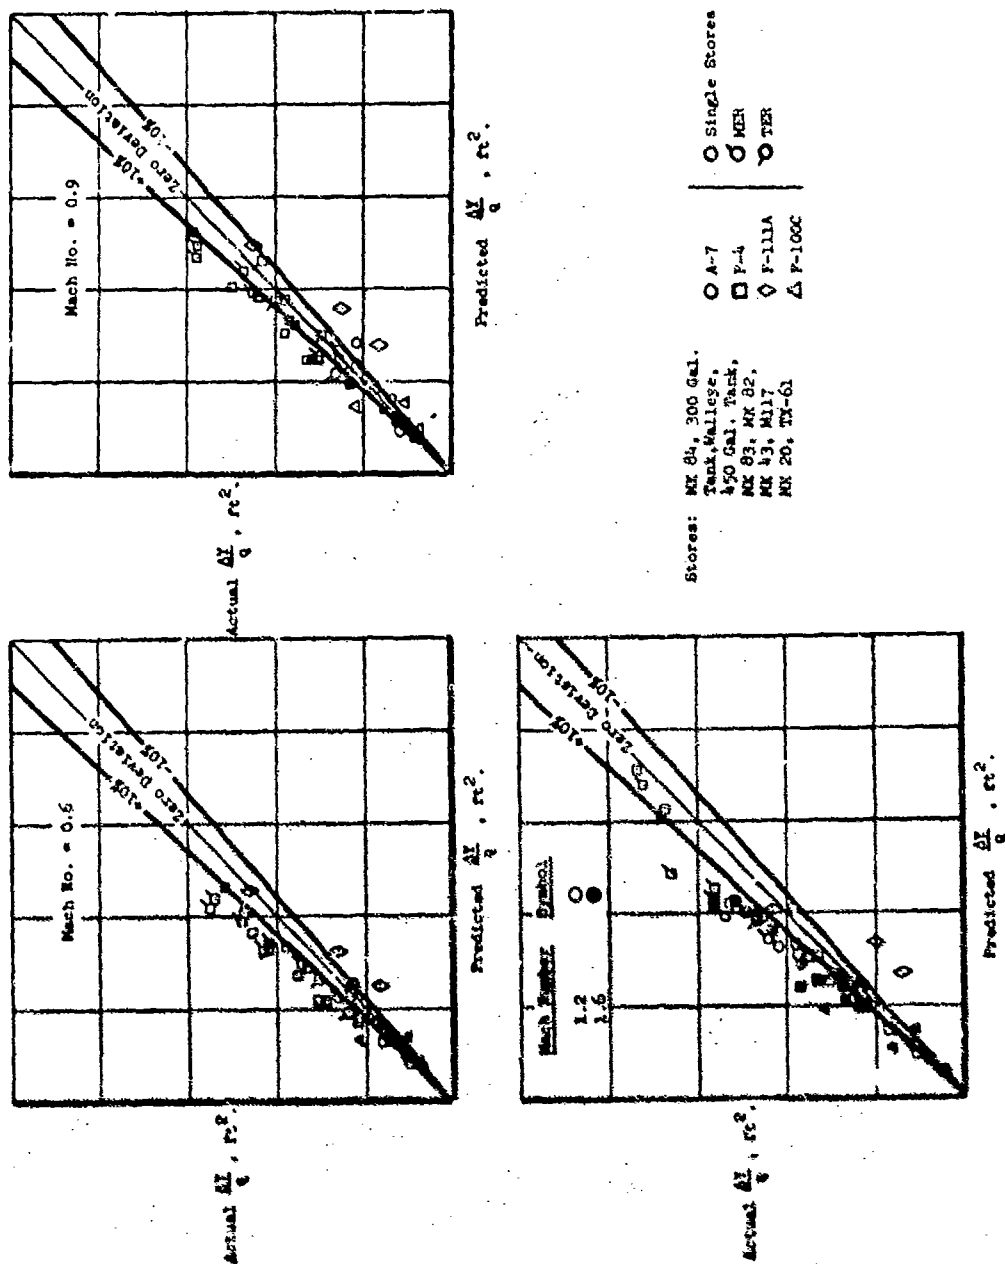 Mach No. = 0.6
+10%
Zero Deviation
-10%
Actual ΔY/q , ft².
Predicted ΔY/q , ft².
Mach No. = 0.9
+10%
Zero Deviation
-10%
Actual ΔY/q , ft².
Predicted ΔY/q , ft².
Mach Number Symbol
1.2
1.6
+10%
Zero Deviation
-10%
Actual ΔY/q , ft².
Predicted ΔY/q , ft².
Stores: MK 84, 300 Gal.
Tank, Walleye,
450 Gal. Tank,
MK 83, MK 82,
MK 43, M117
MK 20, TX-61
A-7
F-4
F-111A
F-100C
Single Stores
MER
TER